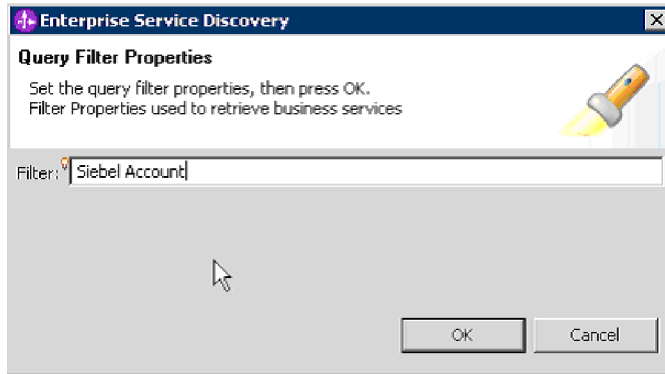 Enterprise Service Discovery
Query Filter Properties
Set the query filter properties, then press OK.
Filter Properties used to retrieve business services
Filter: Siebel Account
OK Cancel